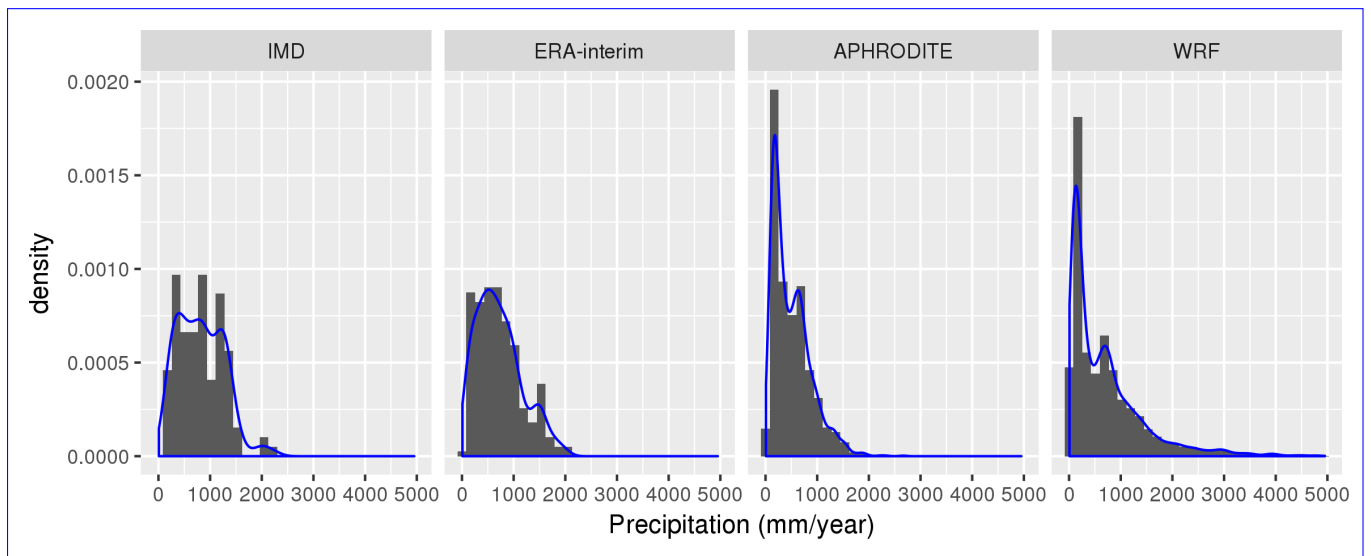 IMD ERA-interim APHRODITE WRF
0.0020
0.0015
0.0010
0.0005
0.0000
density
0 1000 2000 3000 4000 5000 0 1000 2000 3000 4000 5000 0 1000 2000 3000 4000 5000 0 1000 2000 3000 4000 5000
Precipitation (mm/year)